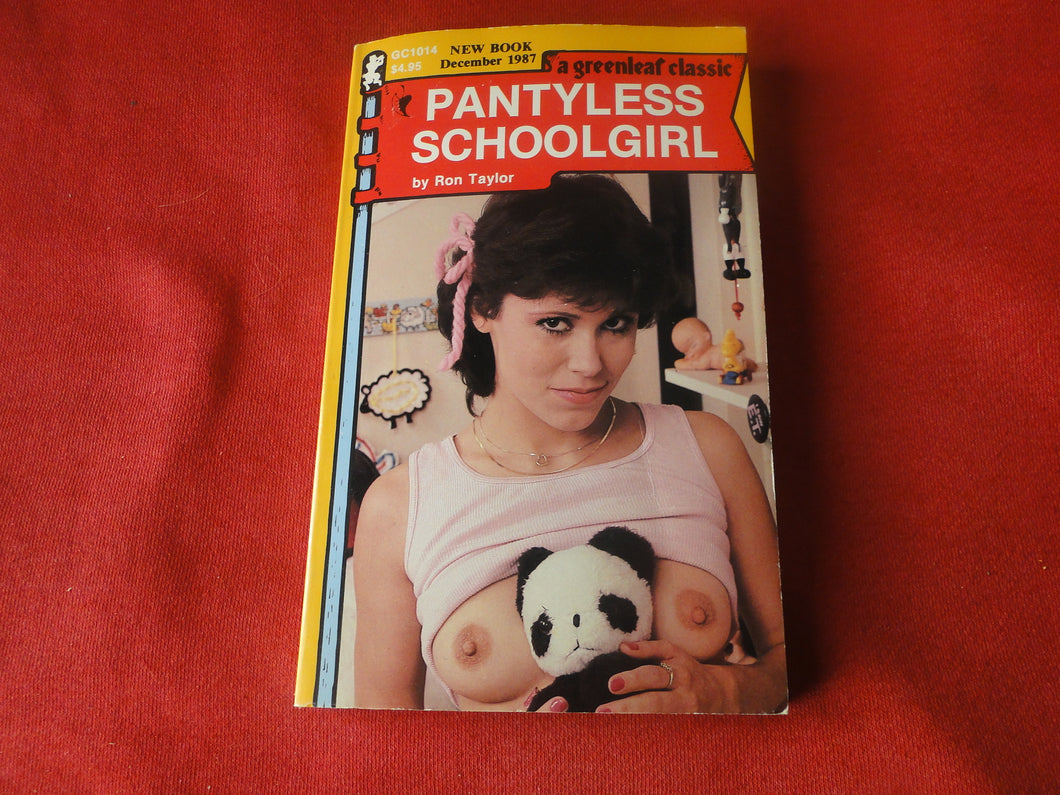 GC1014
$4.95
NEW BOOK
December 1987
a greenleaf classic
PANTYLESS
SCHOOLGIRL
by Ron Taylor